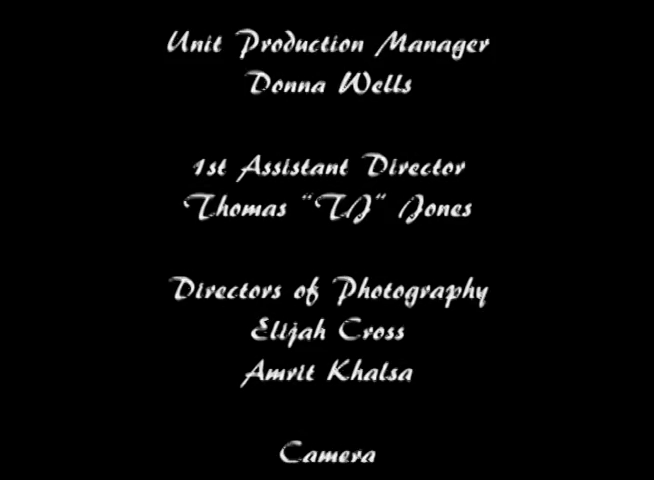 Unit Production Manager
Donna Wells
1st Assistant Director
Thomas "TJ" Jones
Directors of Photography
Elijah Cross
Amrit Khalsa
Camera